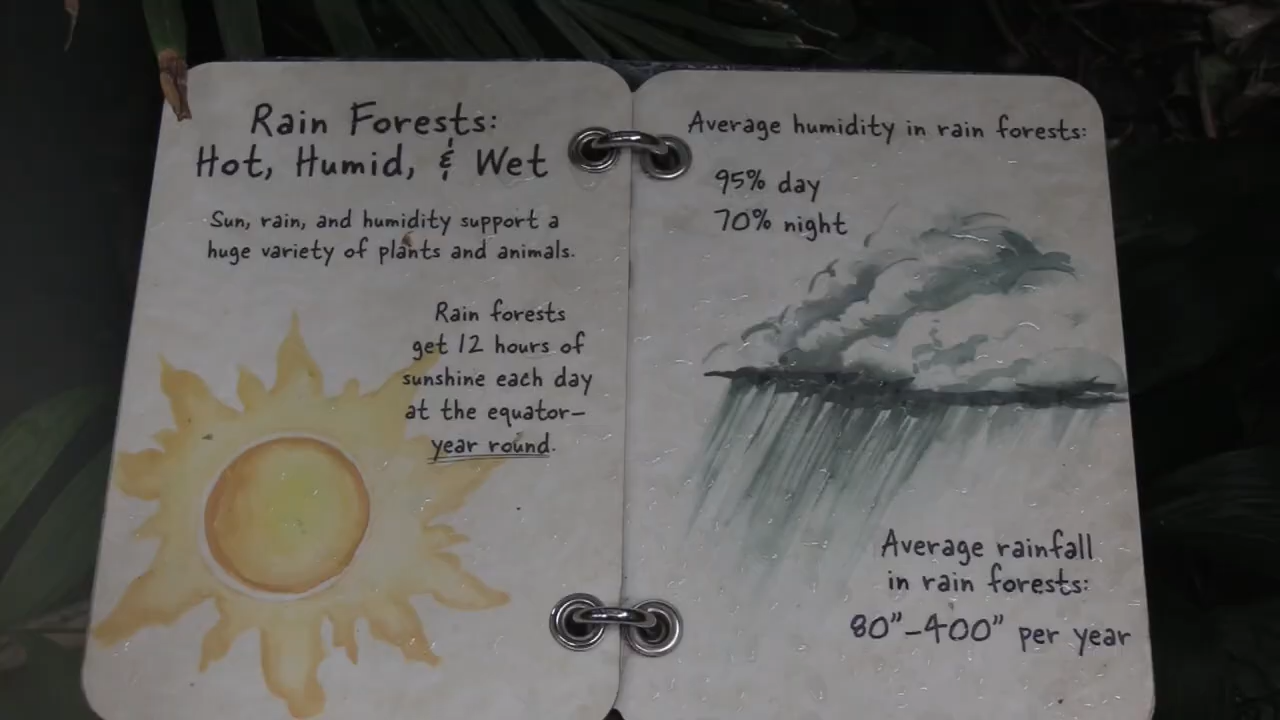 Rain Forests:
Hot, Humid, & Wet
Sun, rain, and humidity support a
huge variety of plants and animals.
Rain forests
get 12 hours of
sunshine each day
at the equator–
year round.
Average humidity in rain forests:
95% day
70% night
Average rainfall
in rain forests:
80”–400” per year